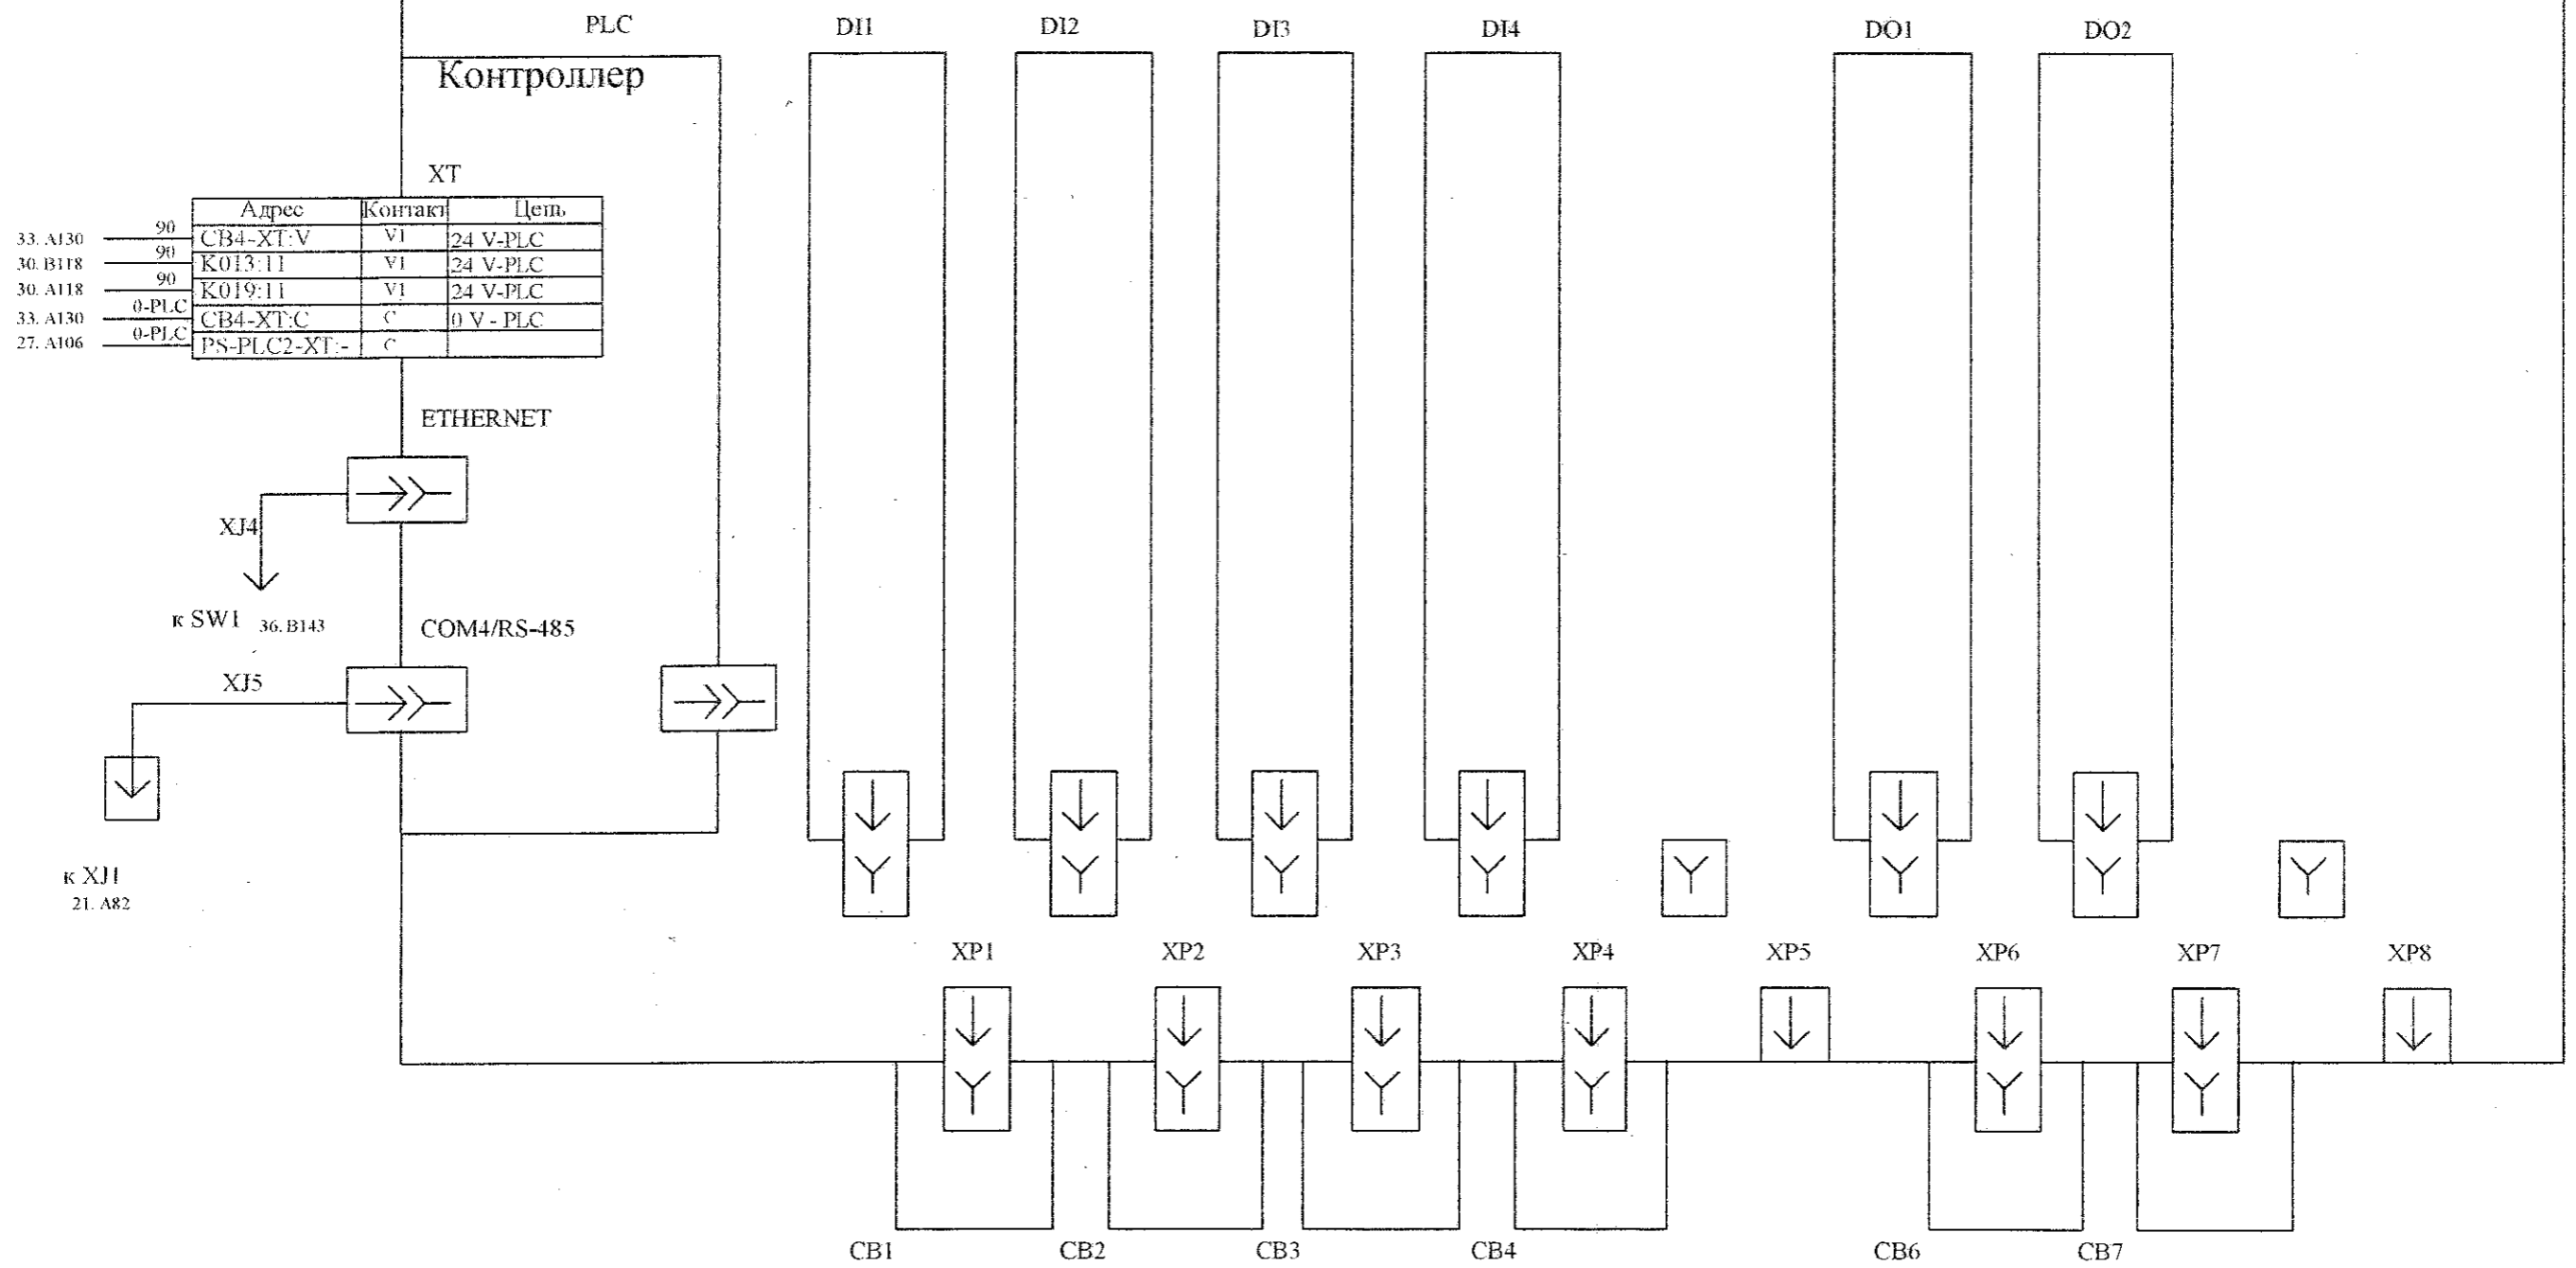 PLC DI1 DI2 DI3 DI4 DO1 DO2
Контроллер
XT
Адрес Контакт Цепь
33. A130 90 CB4-XT:V V1 24 V-PLC
30. B118 90 K013:11 V1 24 V-PLC
30. A118 90 K019:11 V1 24 V-PLC
33. A130 0-PLC CB4-XT:C C 0 V - PLC
27. A106 0-PLC PS-PLC2-XT:- C
ETHERNET
XJ4
к SW1 36. B143
COM4/RS-485
XJ5
к XJ1
21. A82
XP1 XP2 XP3 XP4 XP5 XP6 XP7 XP8
CB1 CB2 CB3 CB4 CB6 CB7